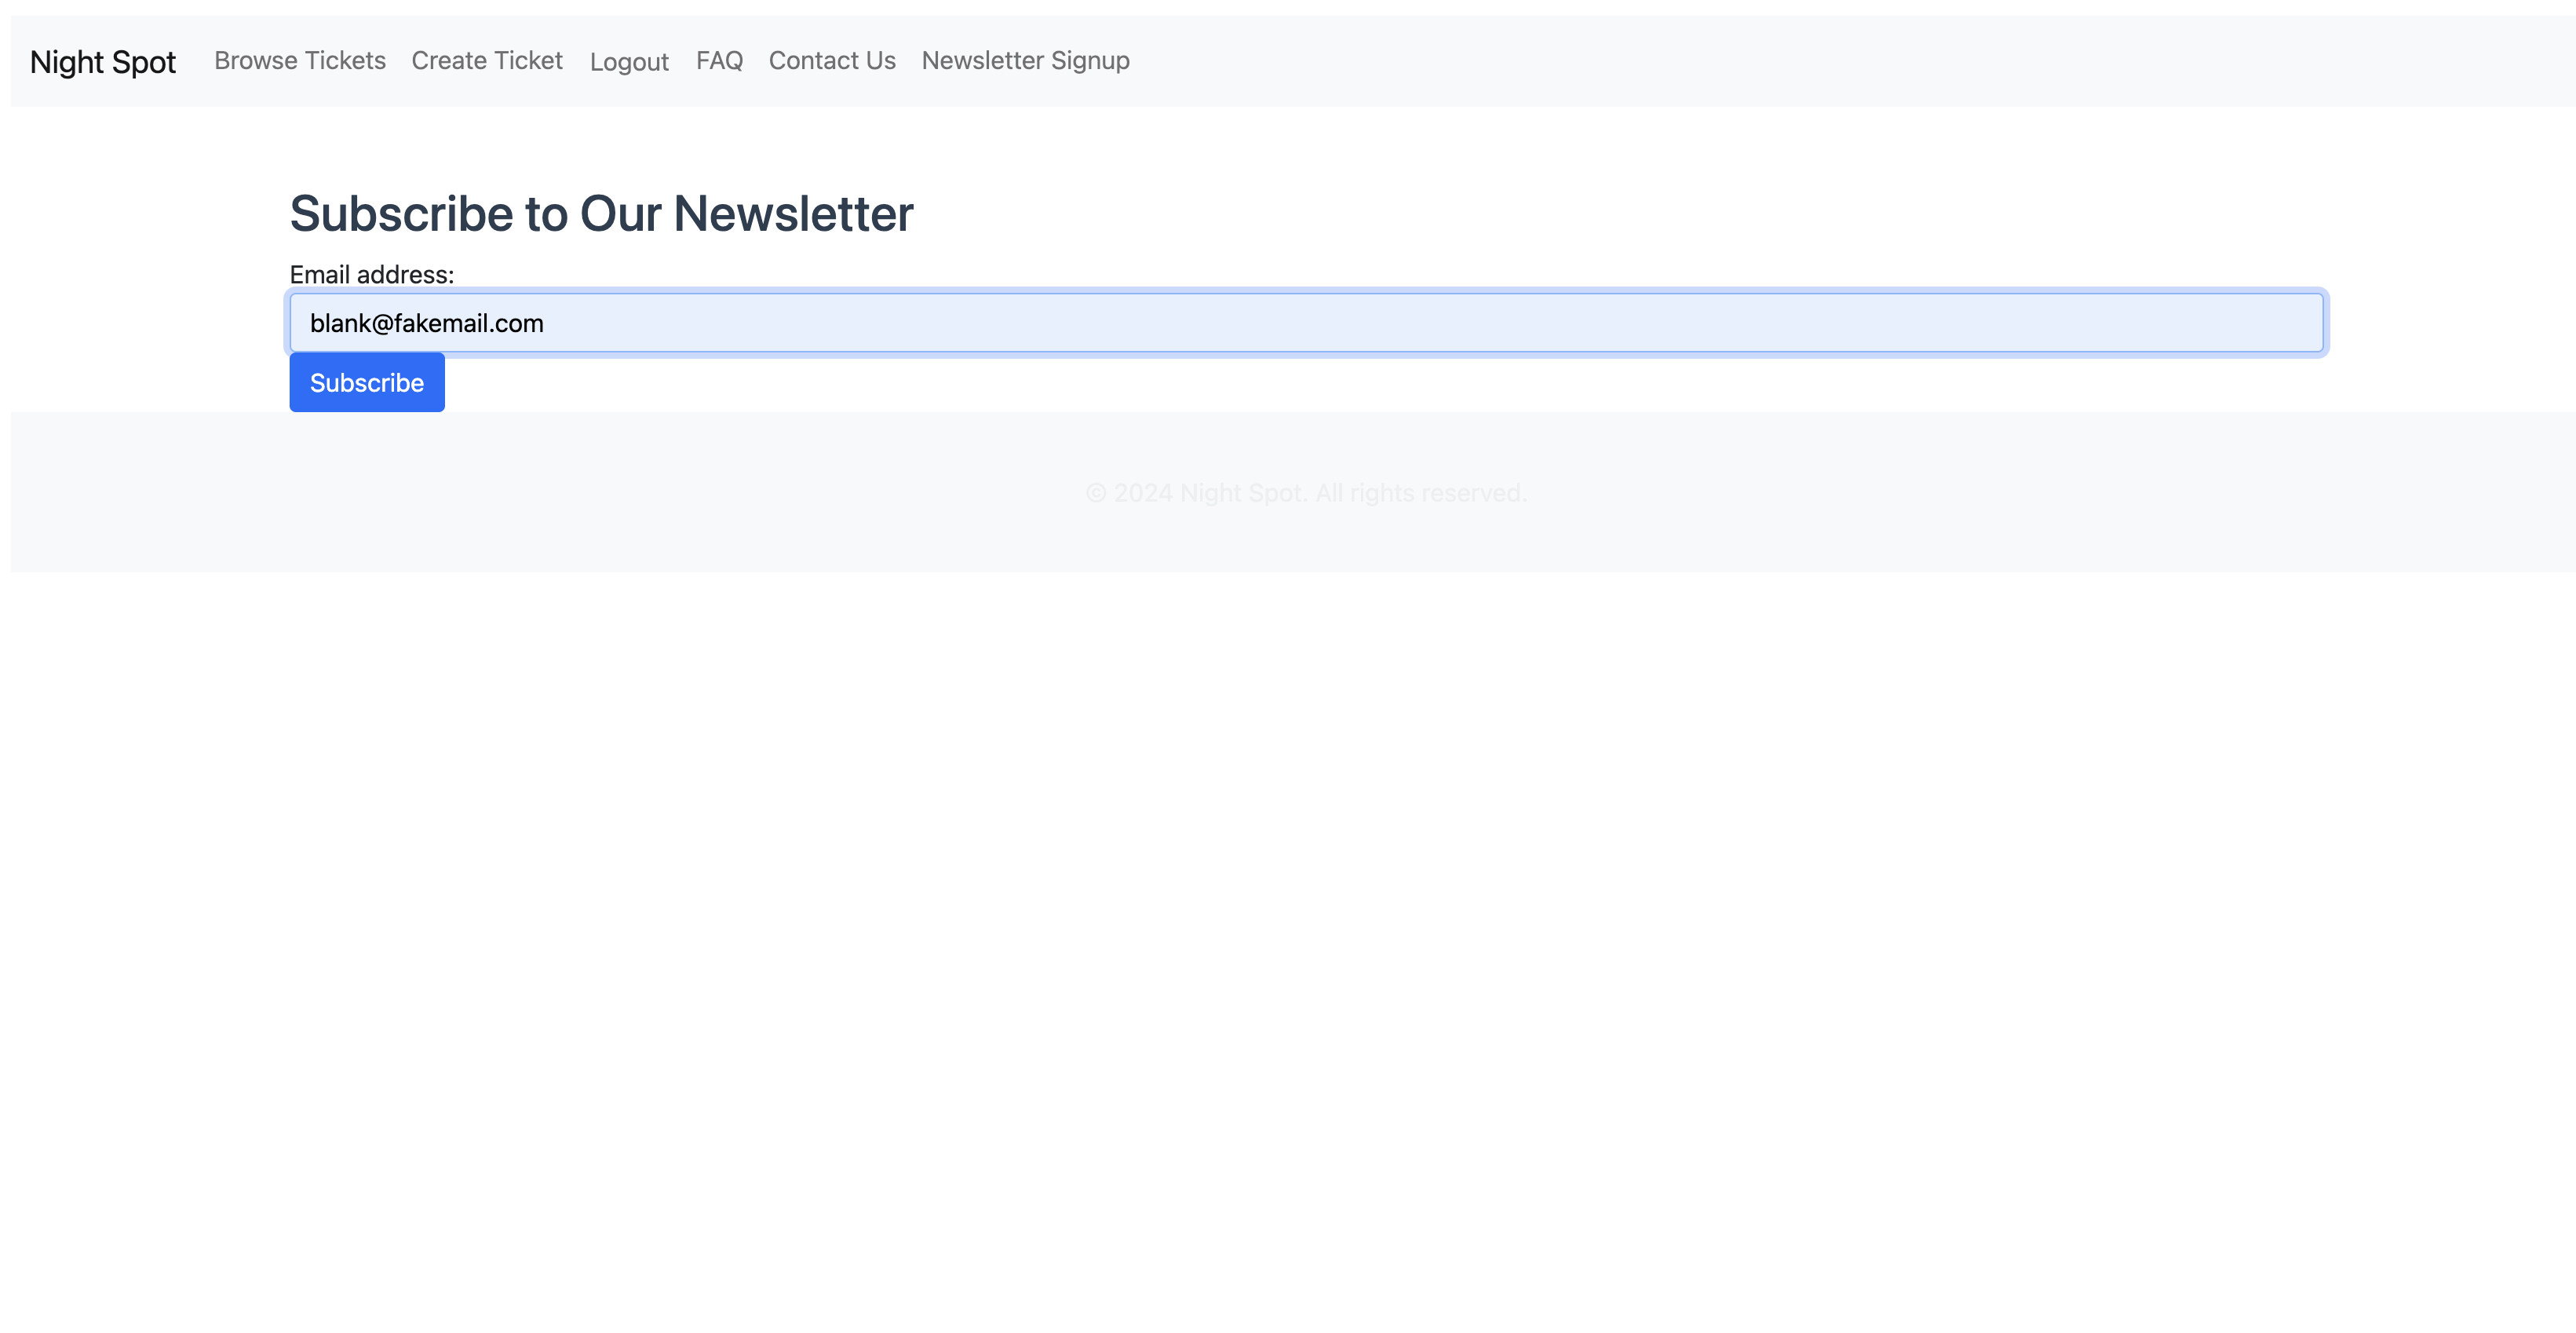 Night Spot Browse Tickets Create Ticket Logout FAQ Contact Us Newsletter Signup
Subscribe to Our Newsletter
Email address:
blank@fakemail.com
Subscribe
© 2024 Night Spot. All rights reserved.